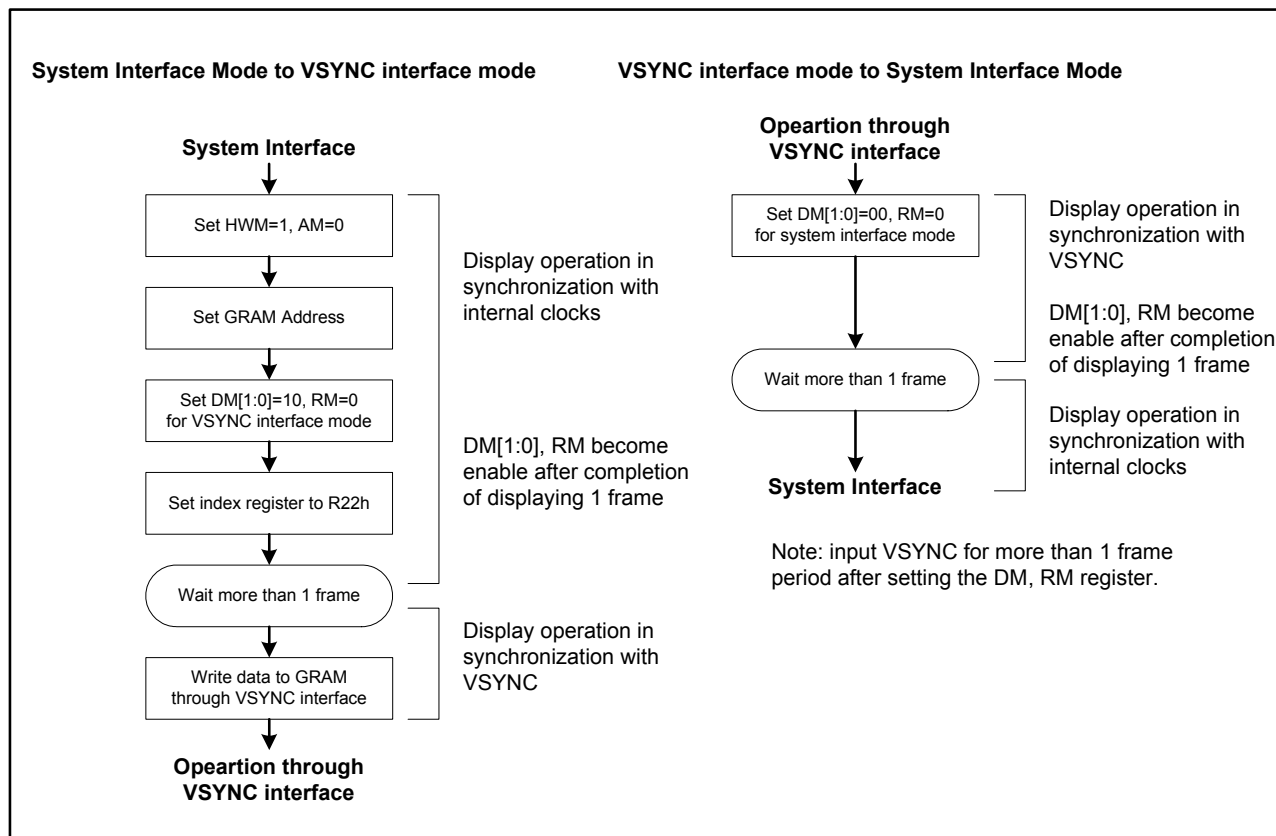 System Interface Mode to VSYNC interface mode
System Interface
Set HWM=1, AM=0
Set GRAM Address
Set DM[1:0]=10, RM=0
for VSYNC interface mode
Set index register to R22h
Wait more than 1 frame
Write data to GRAM
through VSYNC interface
Opeartion through
VSYNC interface
Display operation in
synchronization with
internal clocks
DM[1:0], RM become
enable after completion
of displaying 1 frame
Display operation in
synchronization with
VSYNC
VSYNC interface mode to System Interface Mode
Opeartion through
VSYNC interface
Set DM[1:0]=00, RM=0
for system interface mode
Wait more than 1 frame
System Interface
Display operation in
synchronization with
VSYNC
DM[1:0], RM become
enable after completion
of displaying 1 frame
Display operation in
synchronization with
internal clocks
Note: input VSYNC for more than 1 frame
period after setting the DM, RM register.